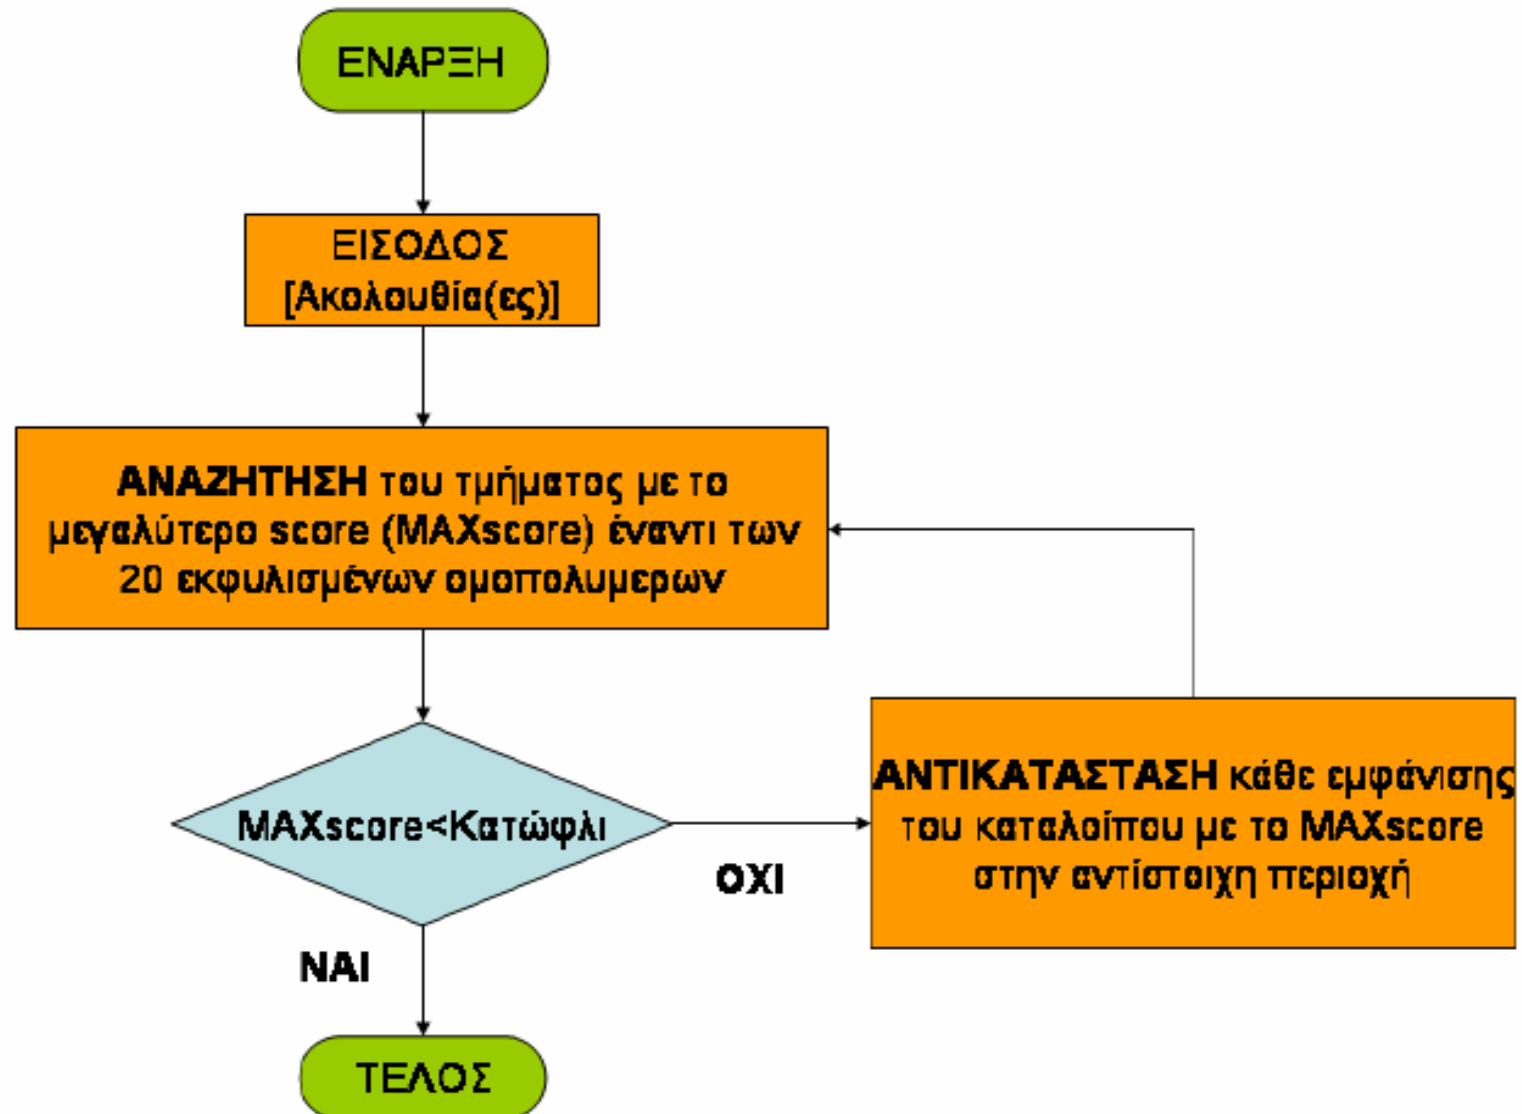 ΕΝΑΡΞΗ
ΕΙΣΟΔΟΣ
[Ακολουθία(ες)]
ΑΝΑΖΗΤΗΣΗ του τμήματος με το
μεγαλύτερο score (MAXscore) έναντι των
20 εκφυλισμένων ομοπολυμερων
MAXscore<Κατώφλι
ΟΧΙ
ΑΝΤΙΚΑΤΑΣΤΑΣΗ κάθε εμφάνισης
του καταλοίπου με το MAXscore
στην αντίστοιχη περιοχή
ΝΑΙ
ΤΕΛΟΣ